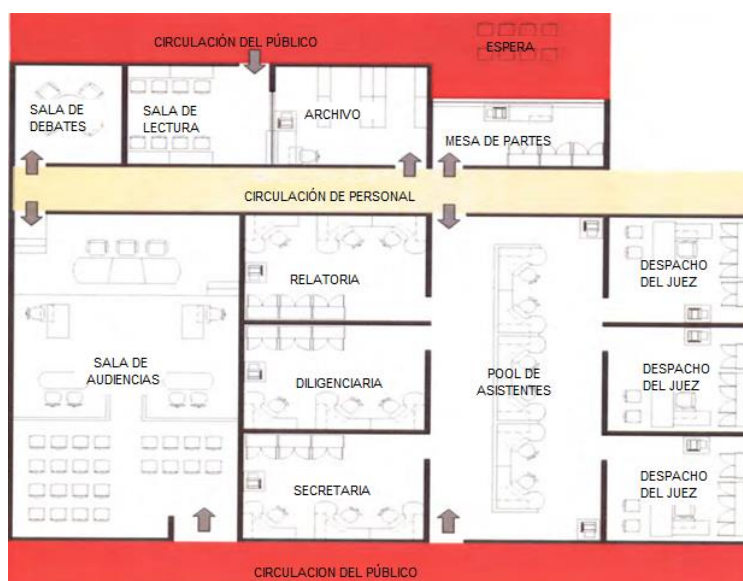 CIRCULACIÓN DEL PÚBLICO
ESPERA
SALA DE
DEBATES
SALA DE
LECTURA
ARCHIVO
MESA DE PARTES
CIRCULACIÓN DE PERSONAL
RELATORIA
DESPACHO
DEL JUEZ
SALA DE
AUDIENCIAS
DILIGENCIARIA
POOL DE
ASISTENTES
DESPACHO
DEL JUEZ
SECRETARIA
DESPACHO
DEL JUEZ
CIRCULACION DEL PÚBLICO